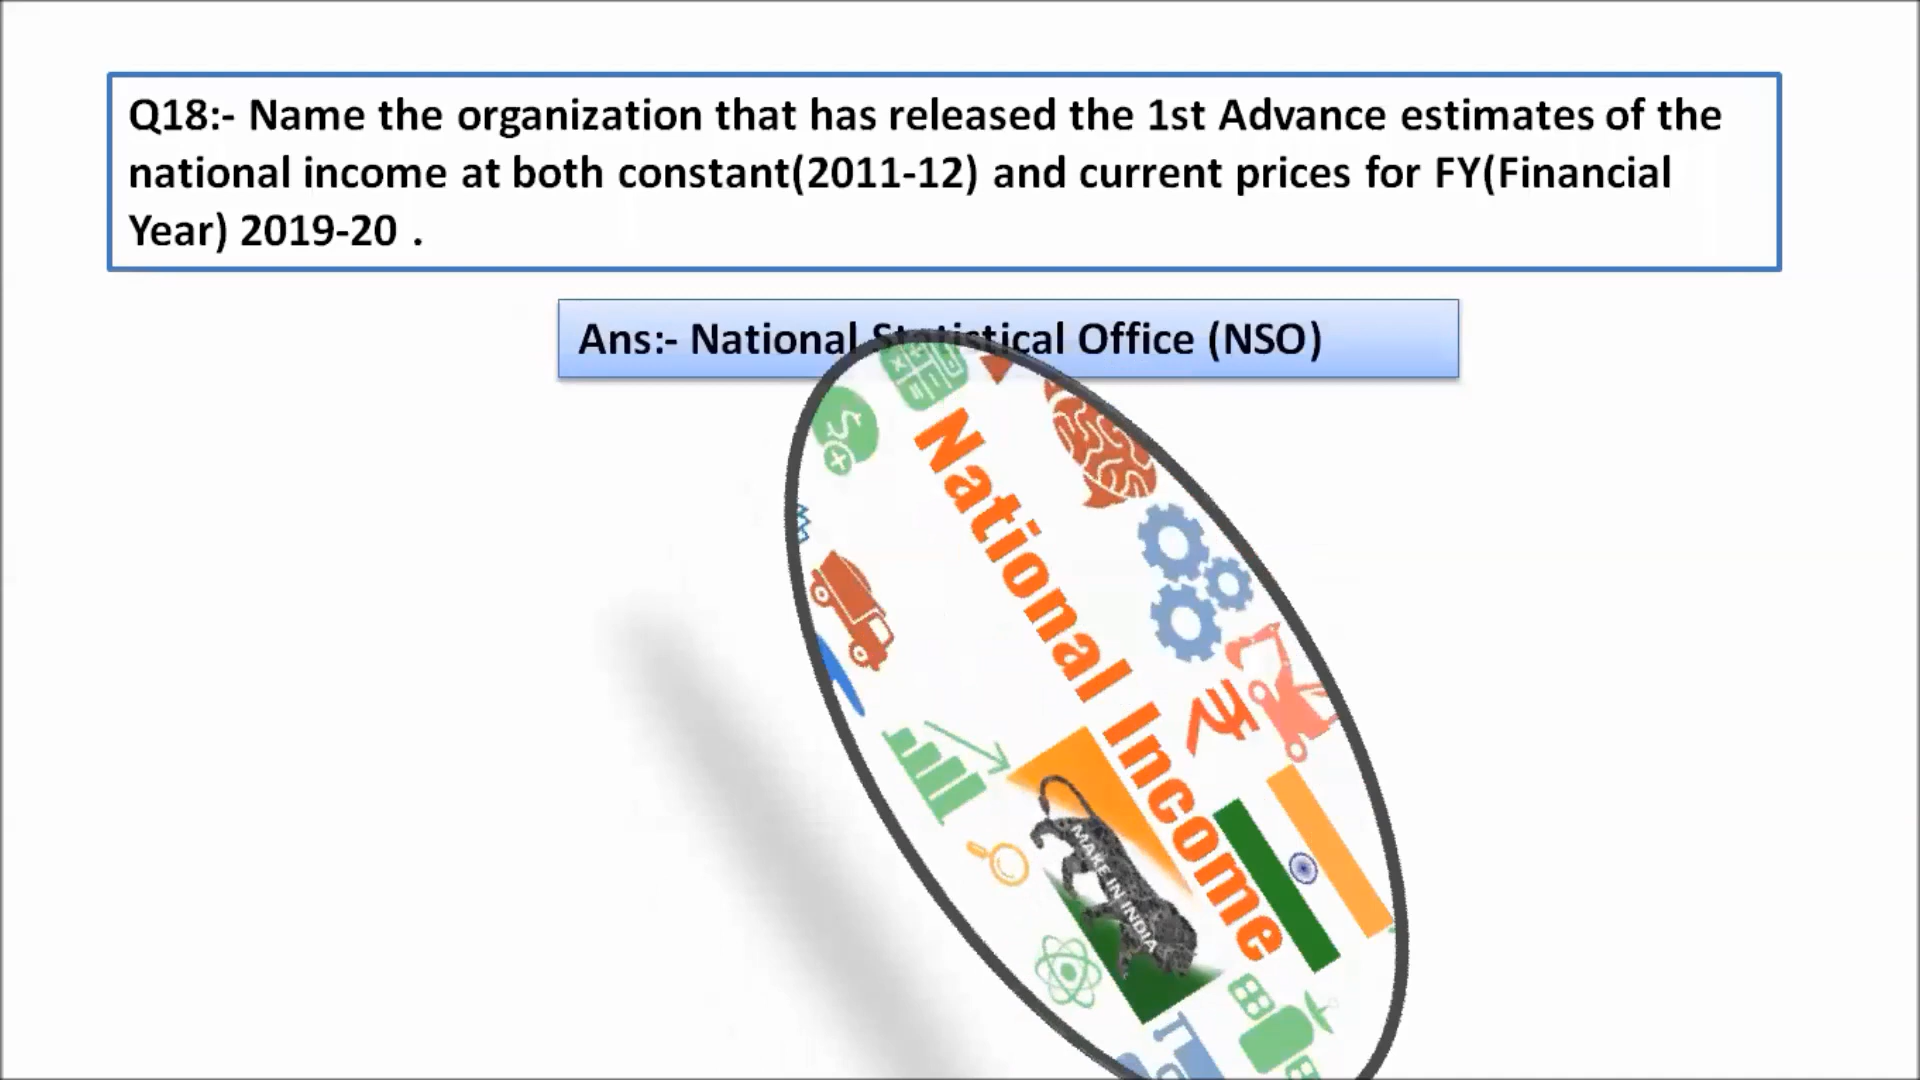 Q18:- Name the organization that has released the 1st Advance estimates of the
national income at both constant(2011-12) and current prices for FY(Financial
Year) 2019-20 .
Ans:- National Statistical Office (NSO)
National Income
MAKE IN INDIA